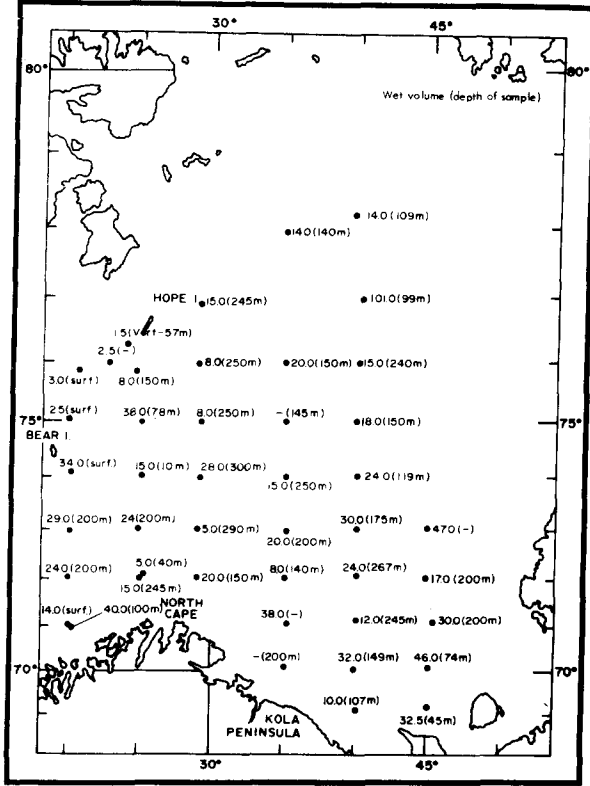 30° 45°
80° 80°
Wet volume (depth of sample)
14.0(109m)
14.0(140m)
HOPE I. 15.0(245m) 101.0(99m)
1.5(Vert-57m)
2.5(-) 8.0(250m) 20.0(150m) 15.0(240m)
3.0(surf.) 8.0(150m)
2.5(surf.) 38.0(78m) 8.0(250m) -(145m)
75° 18.0(150m) 75°
BEAR I.
34.0(surf.) 15.0(10m) 28.0(300m) 24.0(119m)
15.0(250m)
29.0(200m) 24(200m) 5.0(290m) 30.0(175m) 47.0(-)
20.0(200m)
24.0(200m) 5.0(40m) 20.0(150m) 8.0(140m) 24.0(267m) 17.0(200m)
15.0(245m)
14.0(surf.) 40.0(100m) NORTH
CAPE 38.0(-) 12.0(245m) 30.0(200m)
70° -(200m) 32.0(149m) 46.0(74m) 70°
10.0(107m)
KOLA
PENINSULA 32.5(45m)
30° 45°